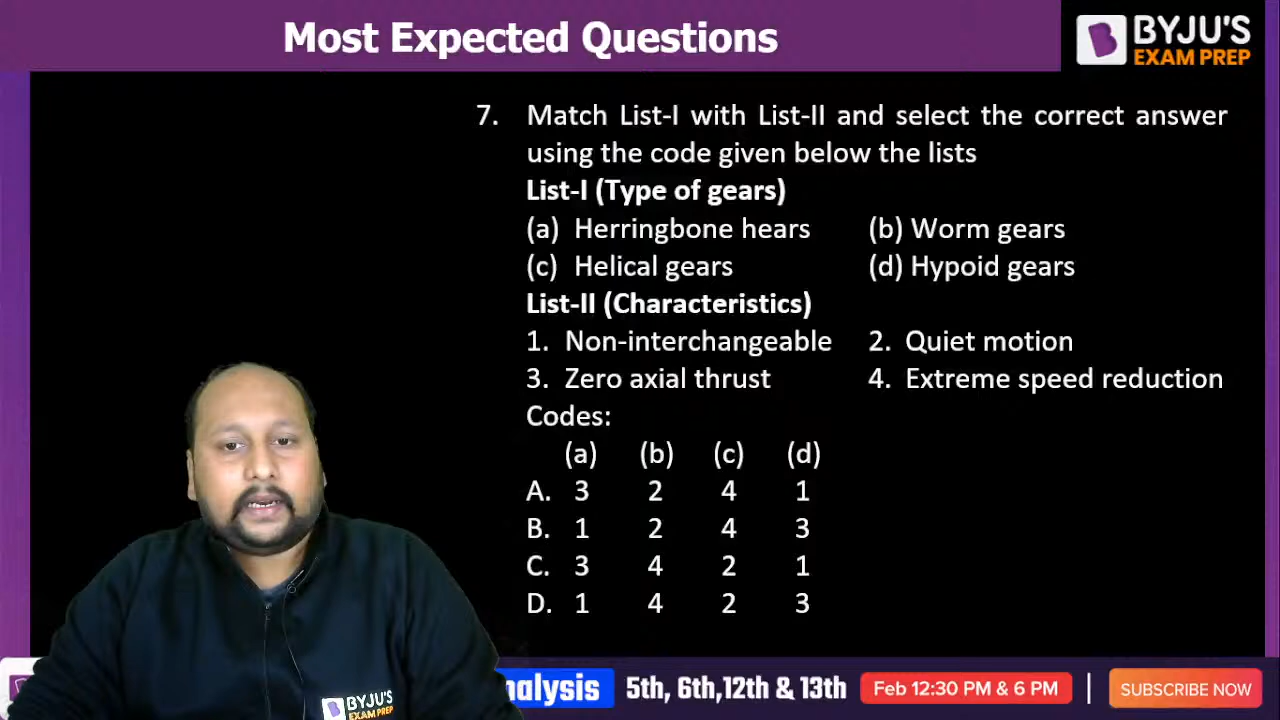 Most Expected Questions
BYJU'S
EXAM PREP
7. Match List-I with List-II and select the correct answer
using the code given below the lists
List-I (Type of gears)
(a) Herringbone hears (b) Worm gears
(c) Helical gears (d) Hypoid gears
List-II (Characteristics)
1. Non-interchangeable 2. Quiet motion
3. Zero axial thrust 4. Extreme speed reduction
Codes:
(a) (b) (c) (d)
A. 3 2 4 1
B. 1 2 4 3
C. 3 4 2 1
D. 1 4 2 3
BYJU'S
EXAM PREP
5th, 6th,12th & 13th
Feb 12:30 PM & 6 PM
SUBSCRIBE NOW